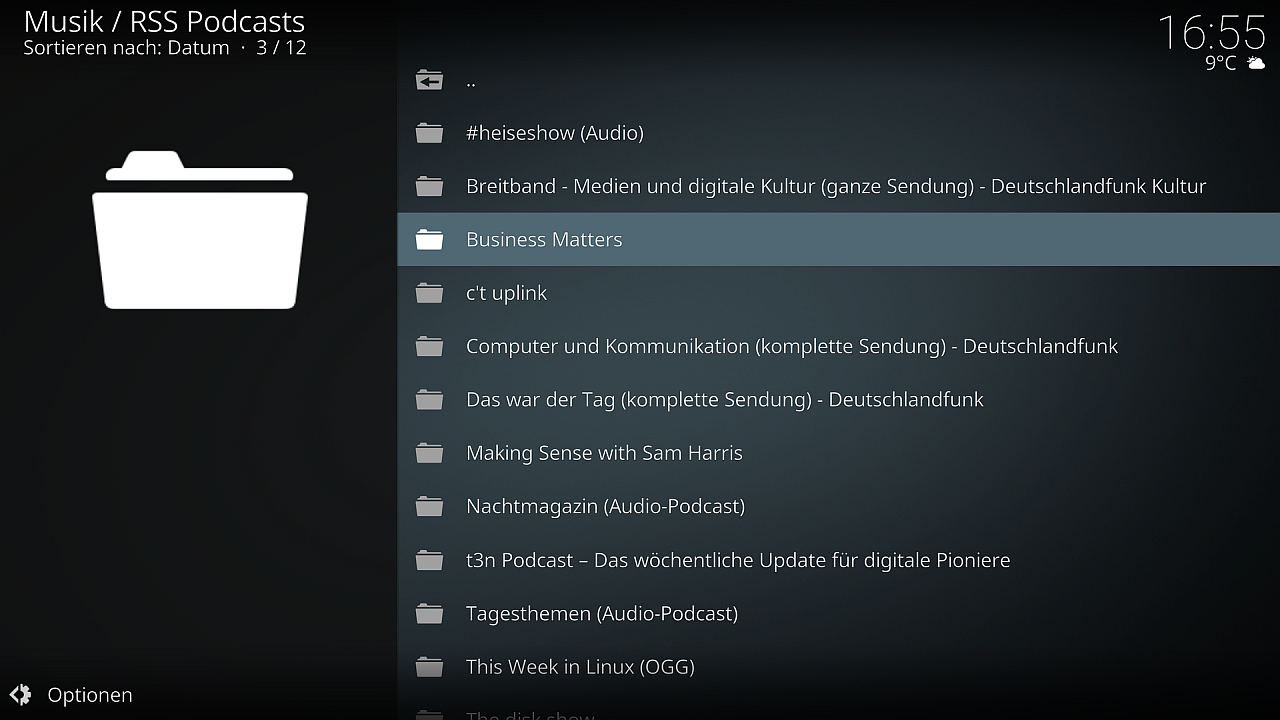 Musik / RSS Podcasts
Sortieren nach: Datum · 3 / 12
16:55
9°C
..
#heiseshow (Audio)
Breitband - Medien und digitale Kultur (ganze Sendung) - Deutschlandfunk Kultur
Business Matters
c't uplink
Computer und Kommunikation (komplette Sendung) - Deutschlandfunk
Das war der Tag (komplette Sendung) - Deutschlandfunk
Making Sense with Sam Harris
Nachtmagazin (Audio-Podcast)
t3n Podcast – Das wöchentliche Update für digitale Pioniere
Tagesthemen (Audio-Podcast)
This Week in Linux (OGG)
The disk show
Optionen